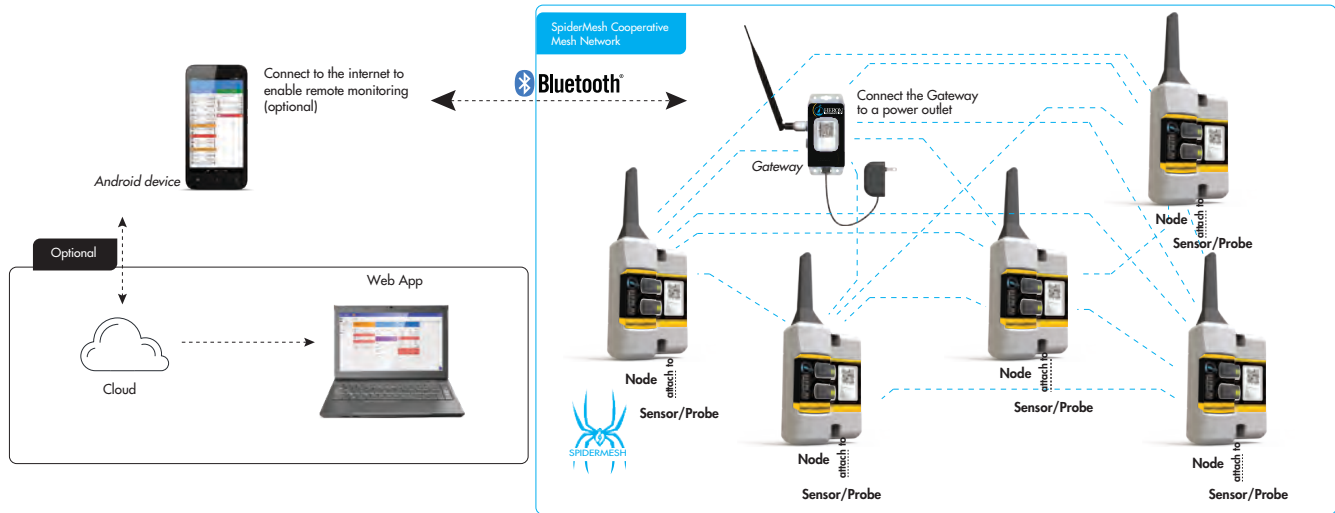 SpiderMesh Cooperative
Mesh Network
Connect to the internet to
enable remote monitoring
(optional)
Bluetooth®
Connect the Gateway
to a power outlet
Gateway
Android device
Node
attach to
Sensor/Probe
Optional
Web App
Cloud
Node
attach to
Sensor/Probe
Node
attach to
Sensor/Probe
SPIDERMESH
Node
attach to
Sensor/Probe
Node
attach to
Sensor/Probe